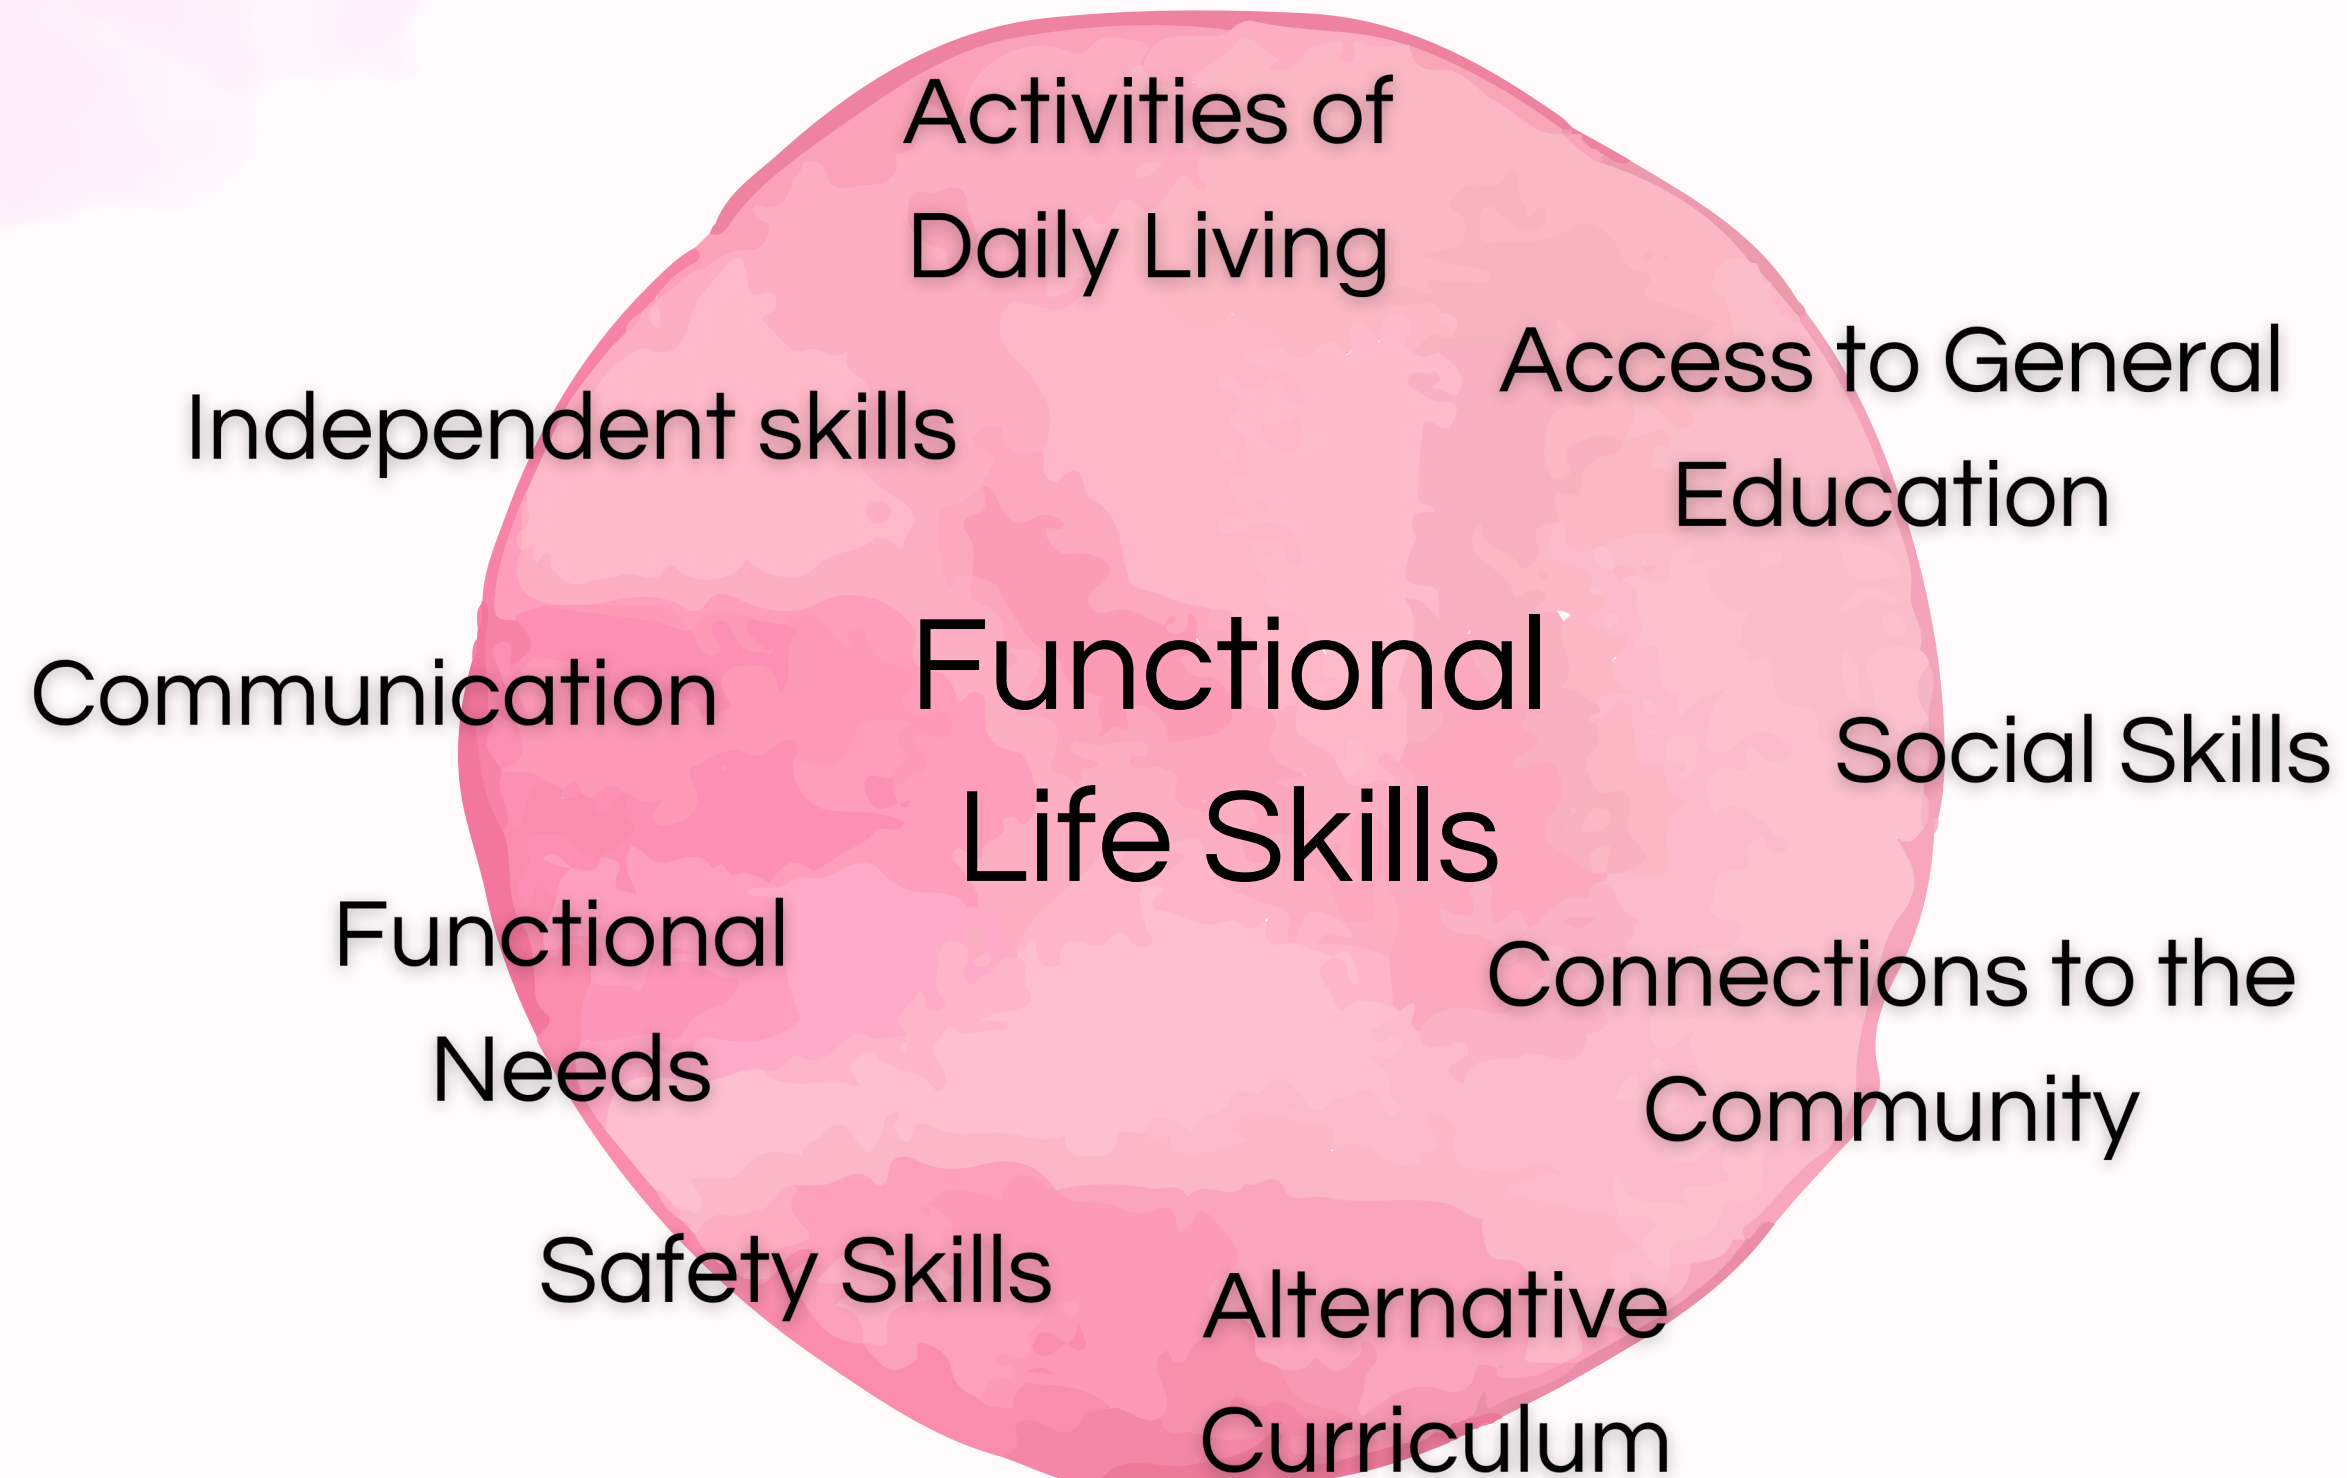 Activities of
Daily Living
Access to General
Education
Independent skills
Communication
Functional
Life Skills
Social Skills
Functional
Needs
Connections to the
Community
Safety Skills
Alternative
Curriculum